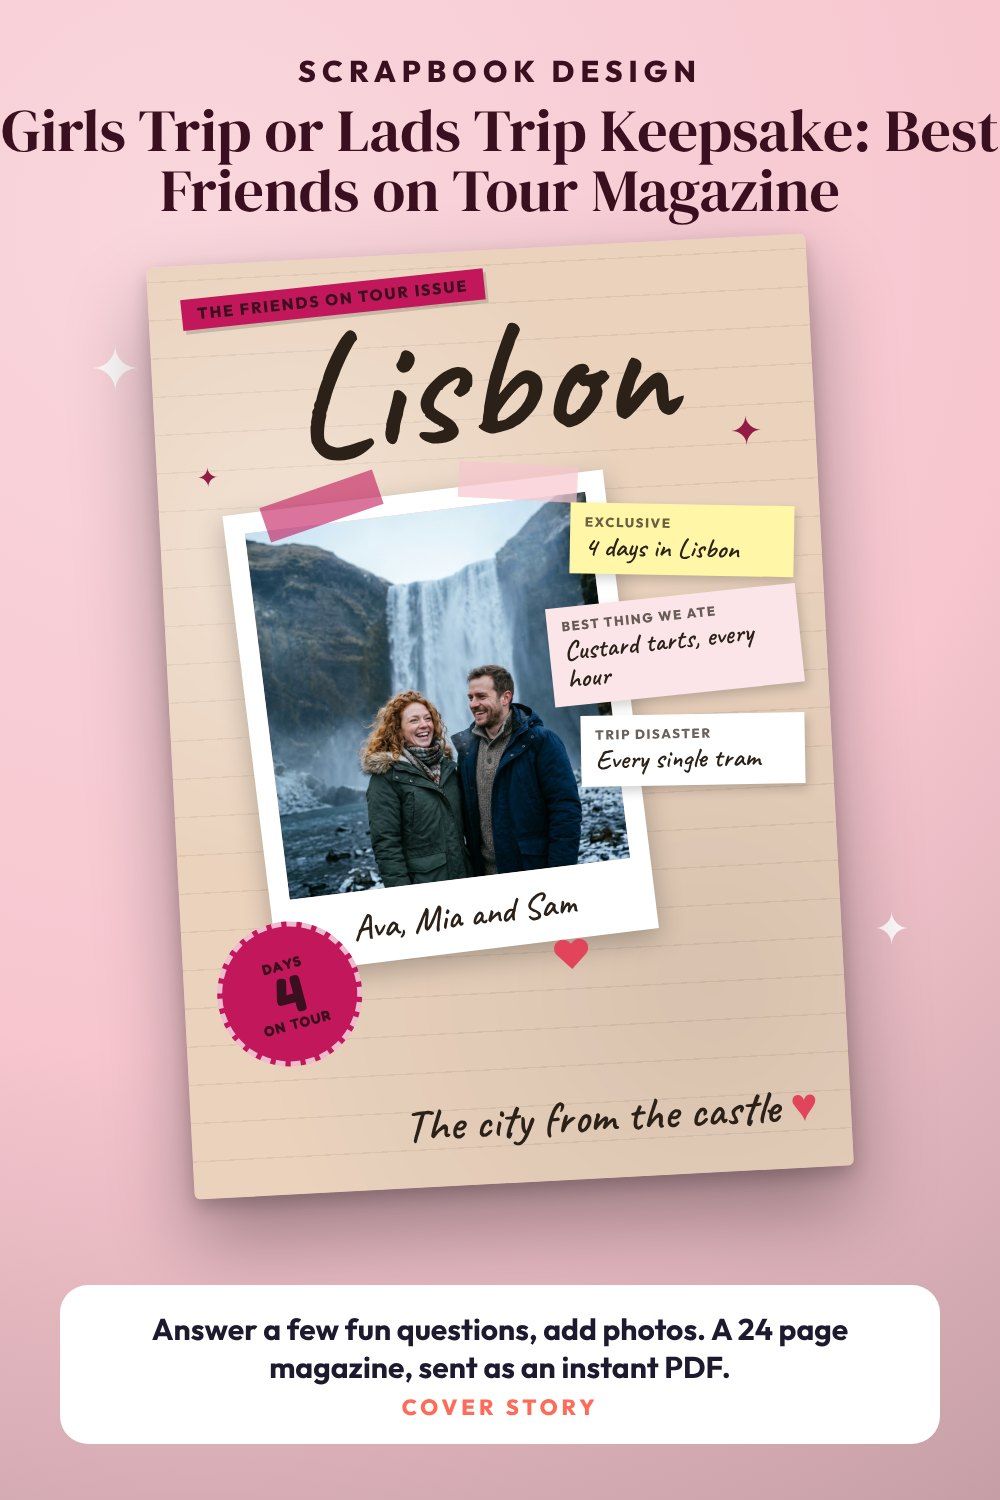 SCRAPBOOK DESIGN
Girls Trip or Lads Trip Keepsake: Best
Friends on Tour Magazine
THE FRIENDS ON TOUR ISSUE
Lisbon
EXCLUSIVE
4 days in Lisbon
BEST THING WE ATE
Custard tarts, every
hour
TRIP DISASTER
Every single tram
Ava, Mia and Sam
DAYS
4
ON TOUR
The city from the castle
Answer a few fun questions, add photos. A 24 page
magazine, sent as an instant PDF.
COVER STORY